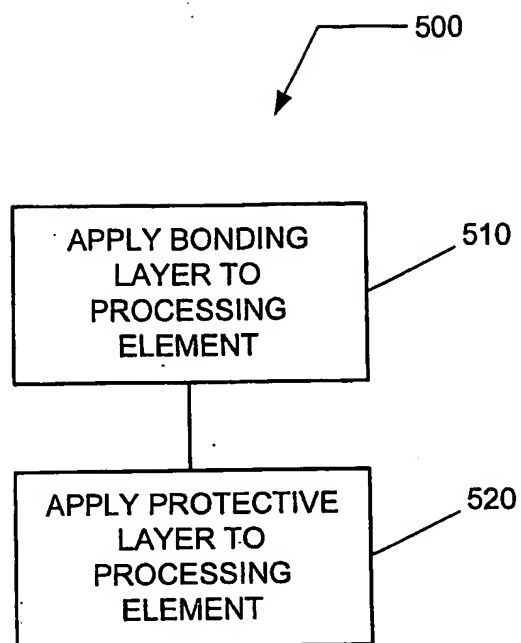 500
APPLY BONDING
LAYER TO
PROCESSING
ELEMENT
510
APPLY PROTECTIVE
LAYER TO
PROCESSING
ELEMENT
520